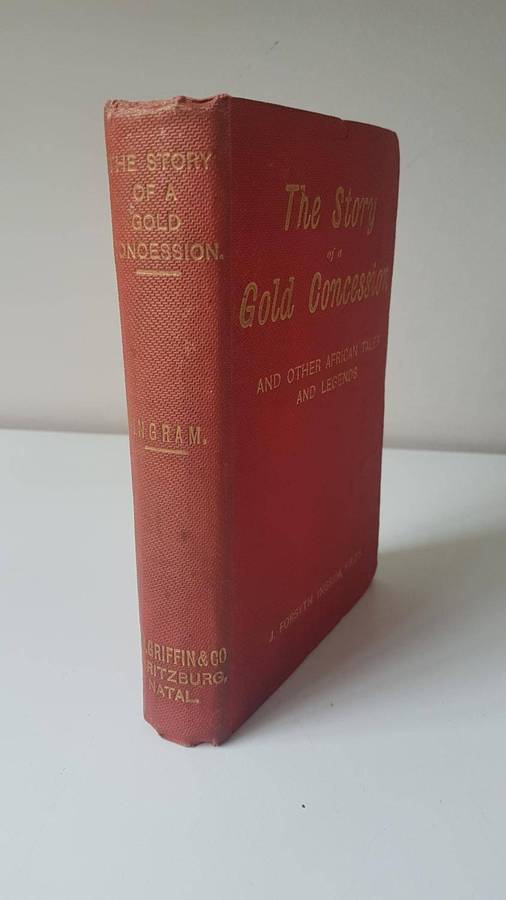 THE STORY
OF A
GOLD
CONCESSION.
INGRAM.
GRIFFIN & CO
RITZBURG,
NATAL.
The Story
of a
Gold Concession
AND OTHER AFRICAN TALES
AND LEGENDS
J. FORSYTH INGRAM,